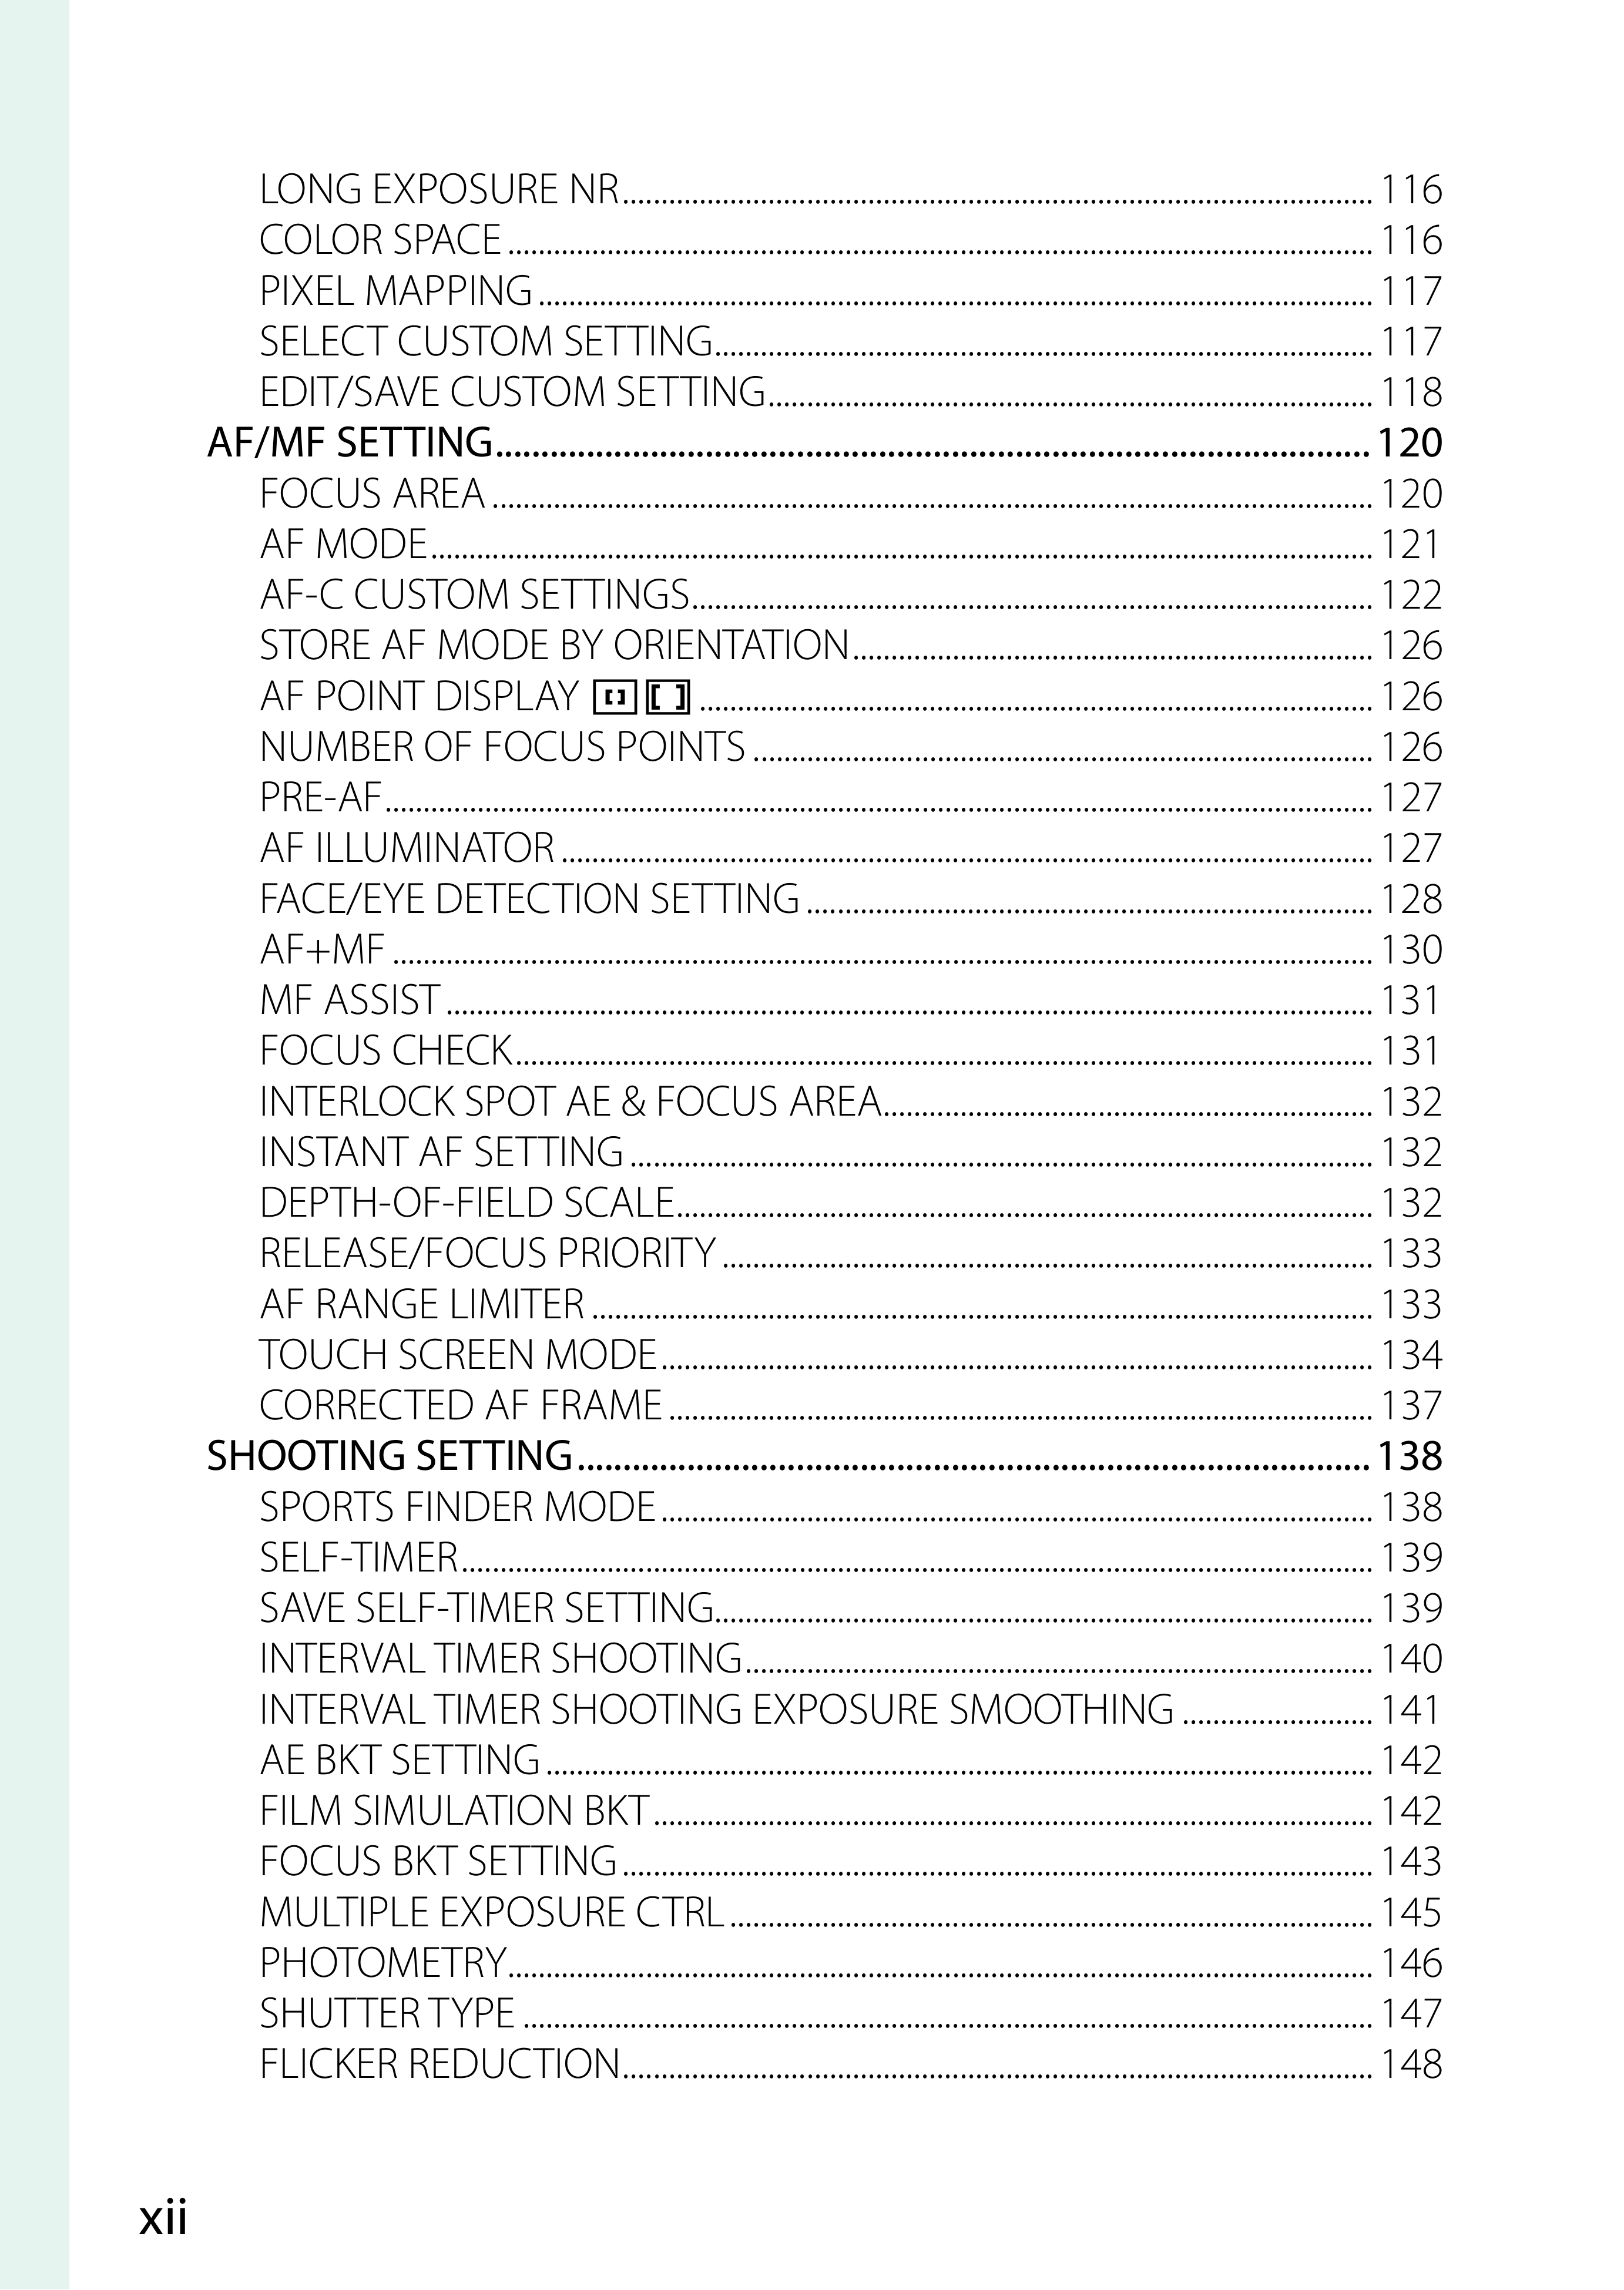 LONG EXPOSURE NR........ 116
COLOR SPACE ........ 116
PIXEL MAPPING ........ 117
SELECT CUSTOM SETTING........ 117
EDIT/SAVE CUSTOM SETTING........ 118
AF/MF SETTING........ 120
FOCUS AREA ........ 120
AF MODE........ 121
AF-C CUSTOM SETTINGS........ 122
STORE AF MODE BY ORIENTATION........ 126
AF POINT DISPLAY ........ 126
NUMBER OF FOCUS POINTS ........ 126
PRE-AF........ 127
AF ILLUMINATOR ........ 127
FACE/EYE DETECTION SETTING ........ 128
AF+MF ........ 130
MF ASSIST ........ 131
FOCUS CHECK........ 131
INTERLOCK SPOT AE & FOCUS AREA........ 132
INSTANT AF SETTING ........ 132
DEPTH-OF-FIELD SCALE........ 132
RELEASE/FOCUS PRIORITY ........ 133
AF RANGE LIMITER ........ 133
TOUCH SCREEN MODE........ 134
CORRECTED AF FRAME ........ 137
SHOOTING SETTING........ 138
SPORTS FINDER MODE ........ 138
SELF-TIMER........ 139
SAVE SELF-TIMER SETTING........ 139
INTERVAL TIMER SHOOTING........ 140
INTERVAL TIMER SHOOTING EXPOSURE SMOOTHING ........ 141
AE BKT SETTING ........ 142
FILM SIMULATION BKT........ 142
FOCUS BKT SETTING ........ 143
MULTIPLE EXPOSURE CTRL ........ 145
PHOTOMETRY........ 146
SHUTTER TYPE ........ 147
FLICKER REDUCTION........ 148
xii